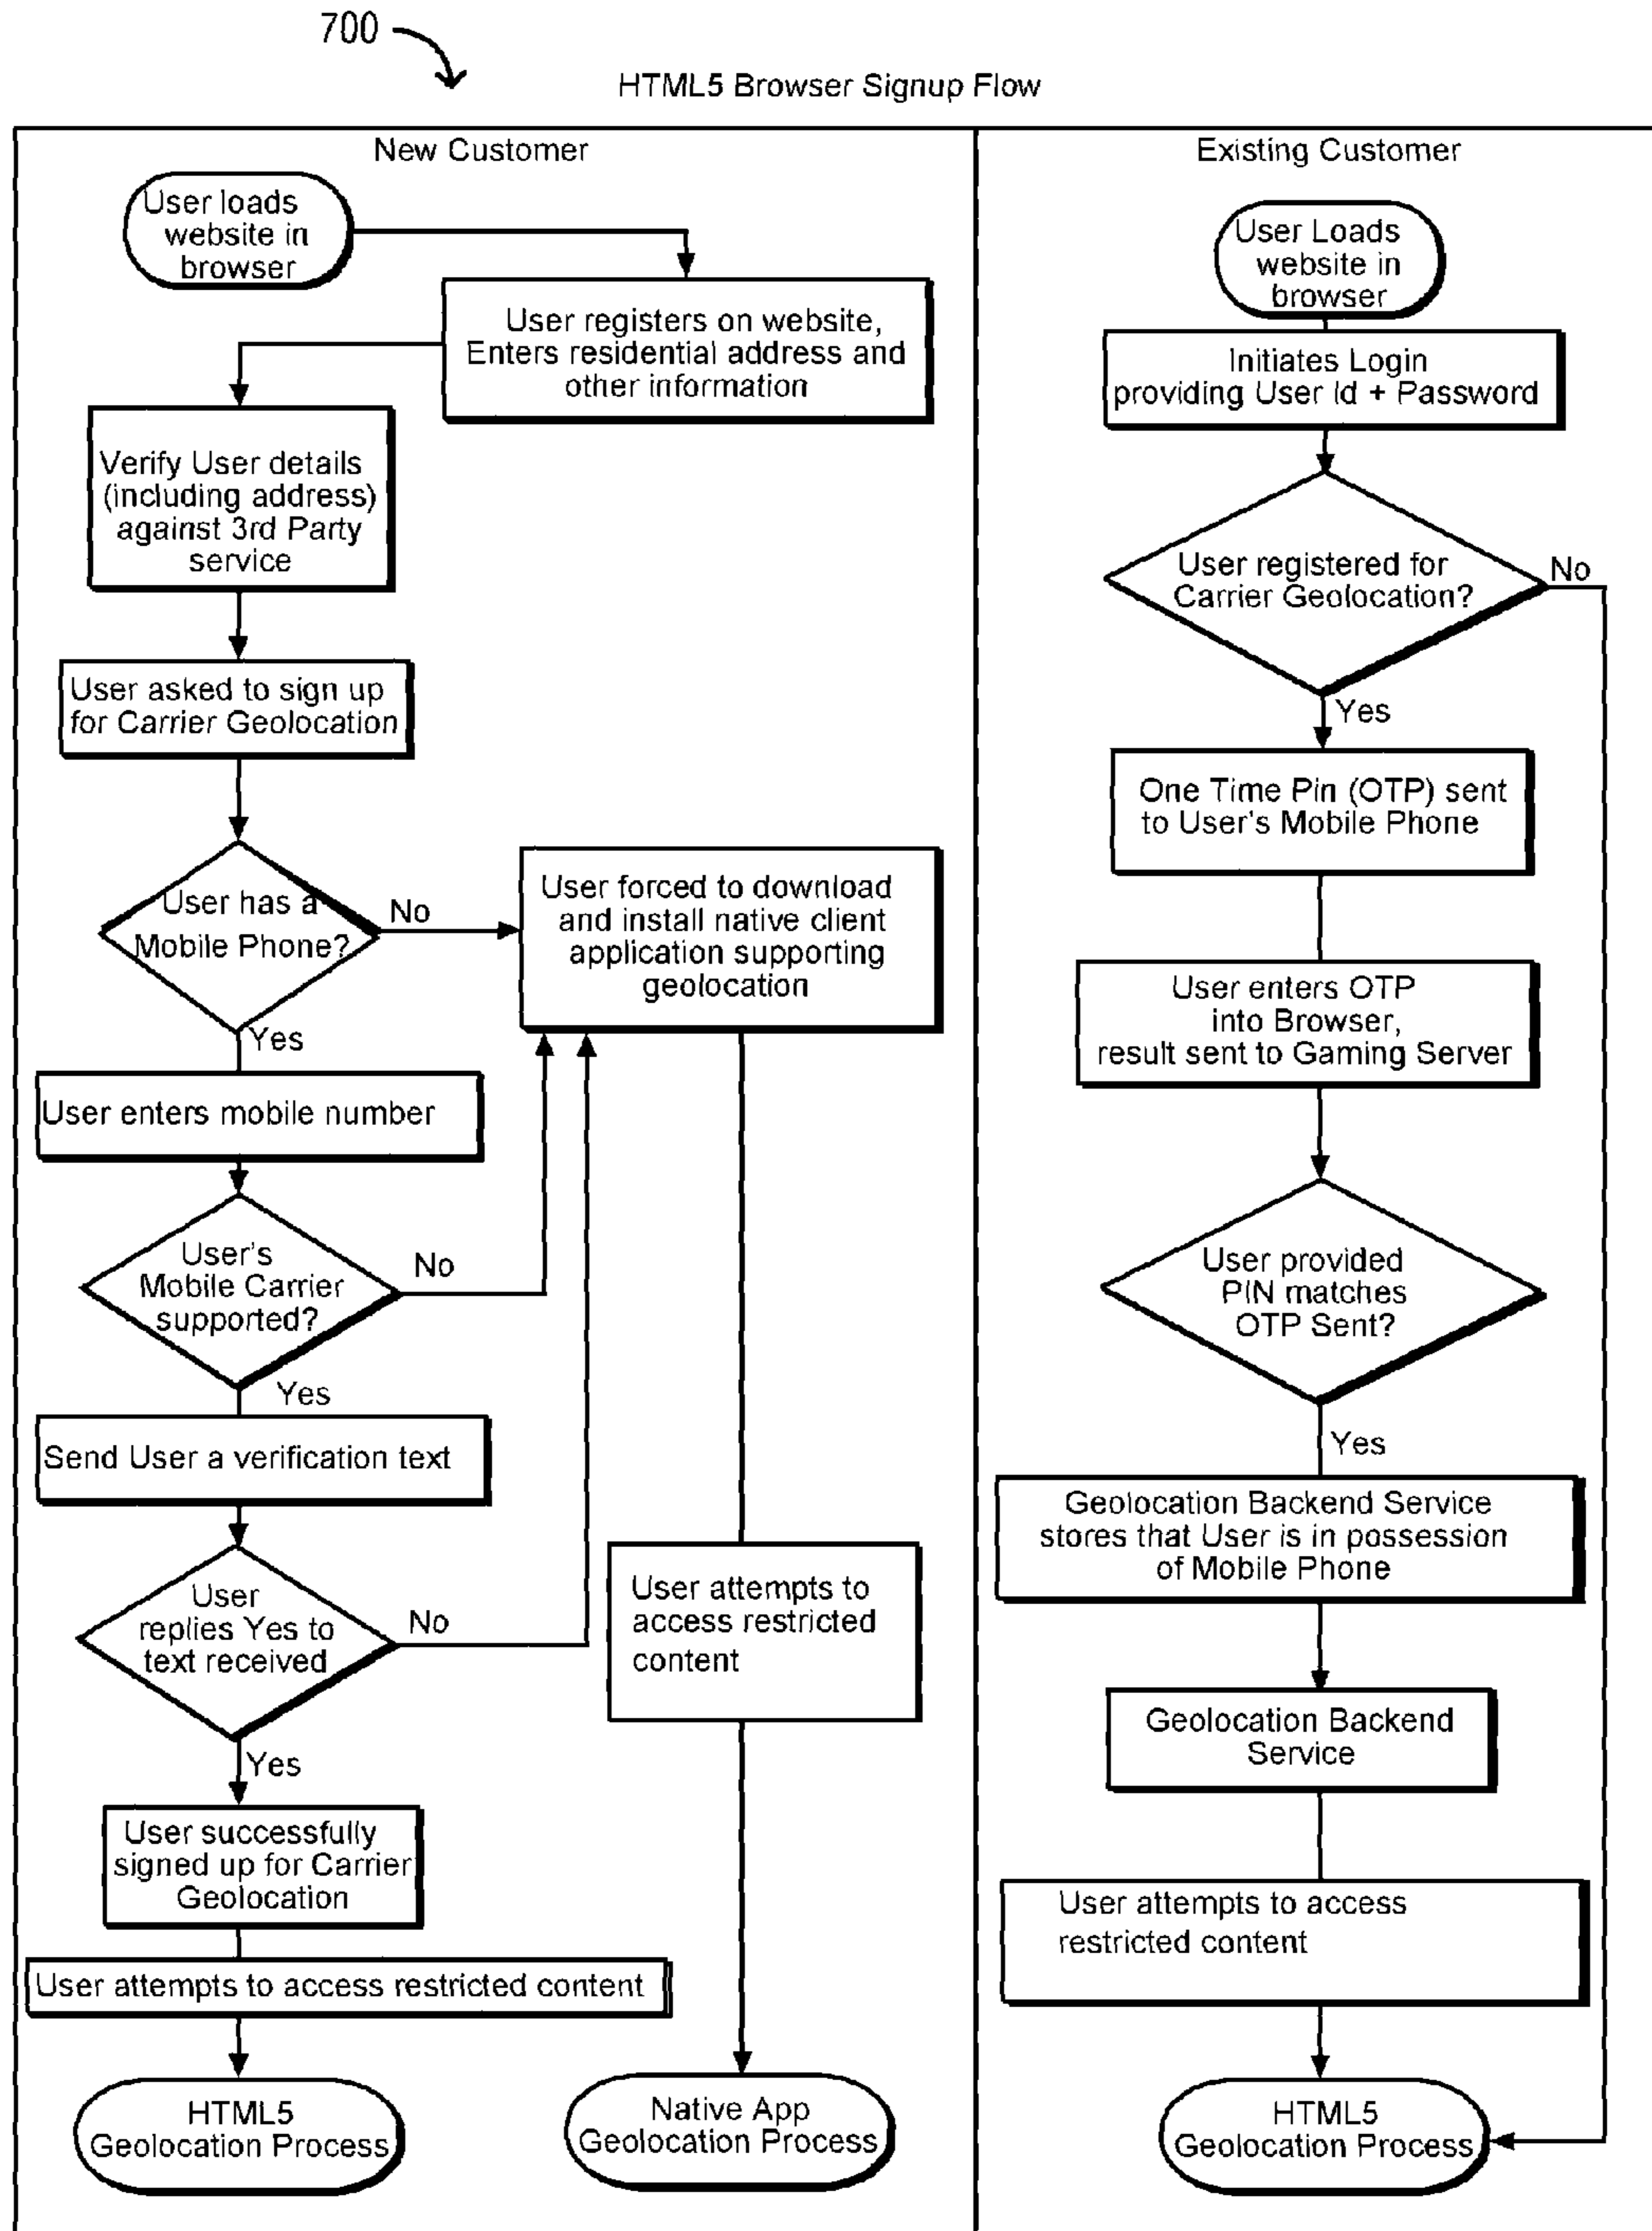 700
HTML5 Browser Signup Flow
New Customer
User loads
website in
browser
User registers on website,
Enters residential address and
other information
Verify User details
(including address)
against 3rd Party
service
User asked to sign up
for Carrier Geolocation
User has a
Mobile Phone?
No
Yes
User forced to download
and install native client
application supporting
geolocation
User enters mobile number
User's
Mobile Carrier
supported?
No
Yes
Send User a verification text
User
replies Yes to
text received
No
Yes
User attempts to
access restricted
content
User successfully
signed up for Carrier
Geolocation
User attempts to access restricted content
HTML5
Geolocation Process
Native App
Geolocation Process
Existing Customer
User Loads
website in
browser
Initiates Login
providing User Id + Password
User registered for
Carrier Geolocation?
No
Yes
One Time Pin (OTP) sent
to User's Mobile Phone
User enters OTP
into Browser,
result sent to Gaming Server
User provided
PIN matches
OTP Sent?
Yes
Geolocation Backend Service
stores that User is in possession
of Mobile Phone
Geolocation Backend
Service
User attempts to access
restricted content
HTML5
Geolocation Process